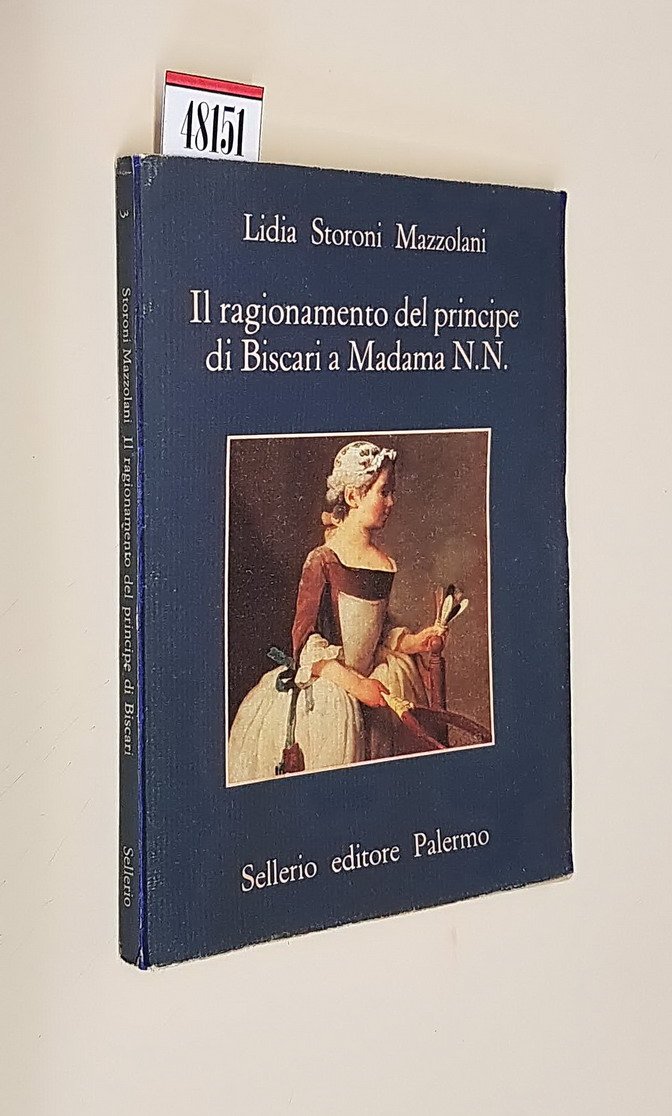 48151
Lidia Storoni Mazzolani
Il ragionamento del principe
di Biscari a Madama N.N.
Sellerio editore Palermo
3
Storoni Mazzolani Il ragionamento del principe di Biscari
Sellerio